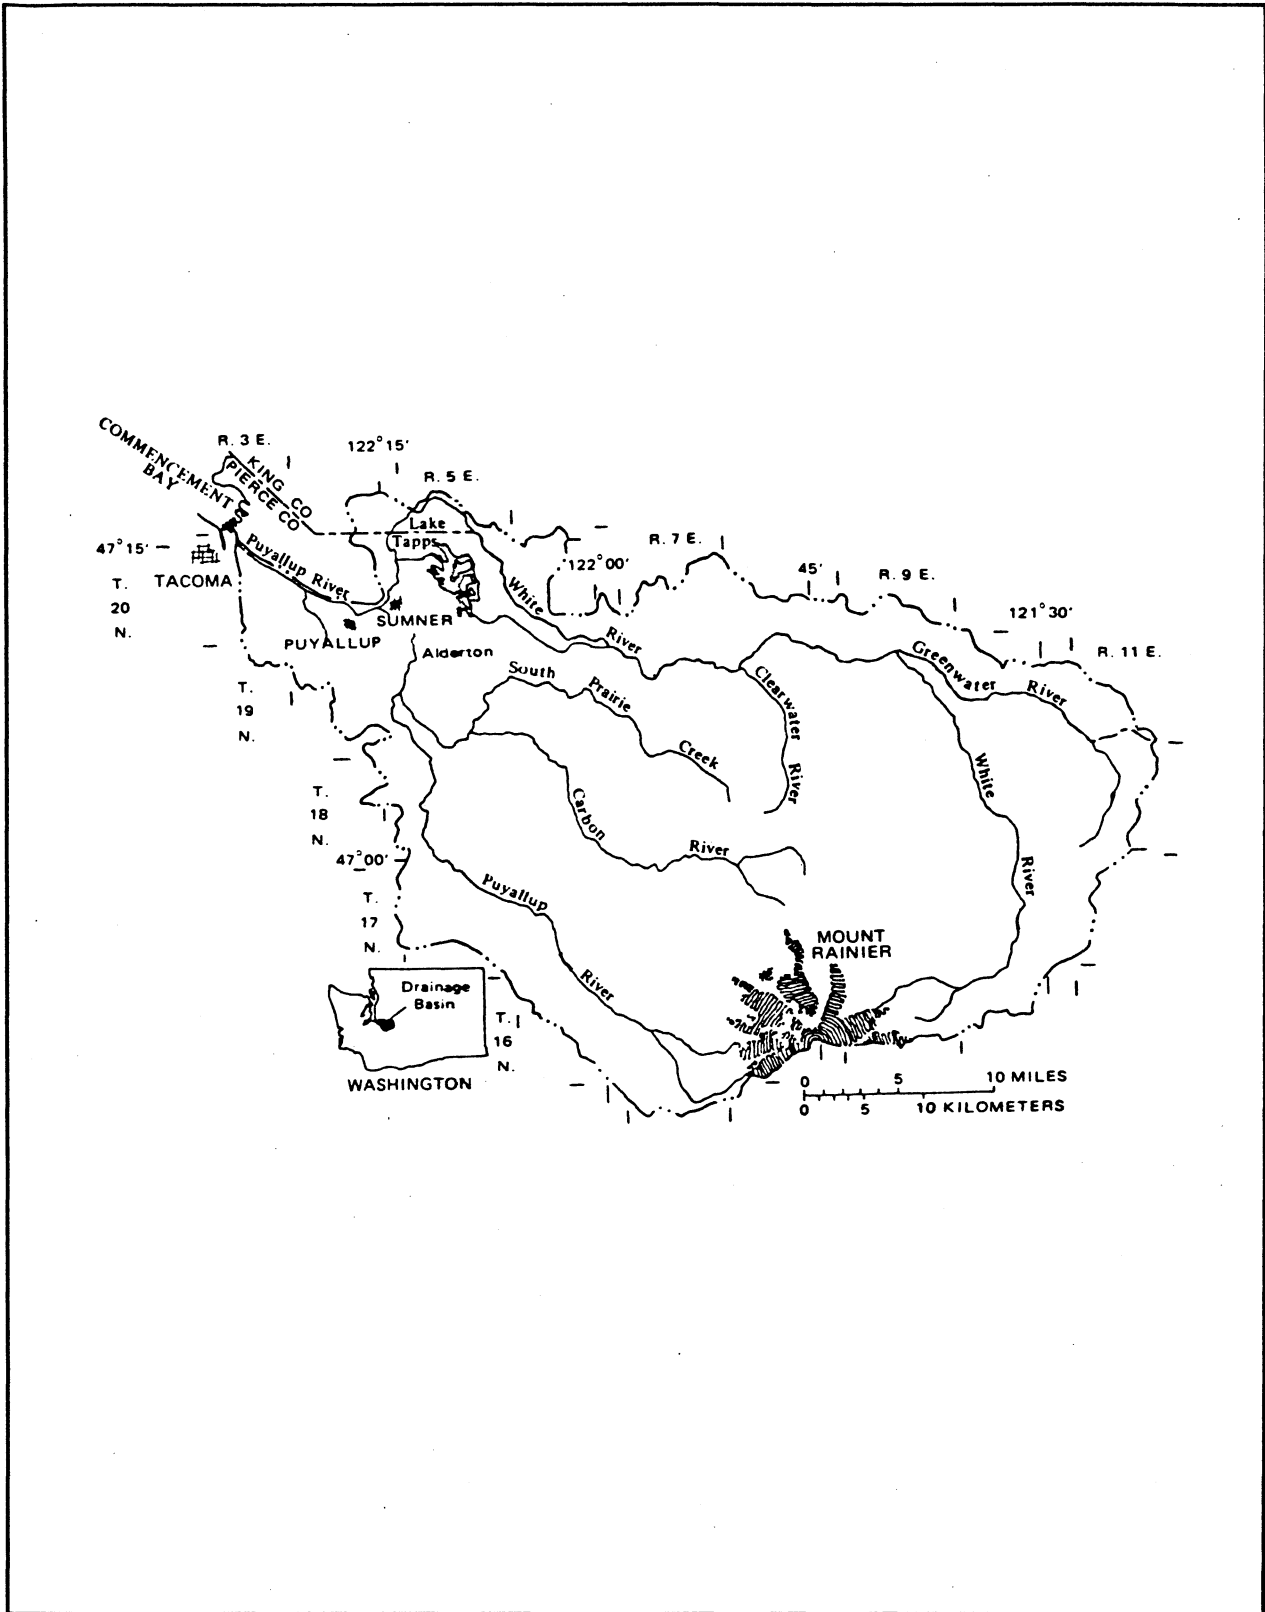 COMMENCEMENT
BAY
R. 3 E.
KING CO
PIERCE CO
122°15'
R. 5 E.
Lake
Tapps
47°15'
TACOMA
T.
20
N.
Puyallup River
SUMNER
PUYALLUP
Alderton
White
River
122°00'
R. 7 E.
45'
R. 9 E.
121°30'
R. 11 E.
Greenwater
River
Clearwater
River
South
Prairie
Creek
T.
19
N.
T.
18
N.
47°00'
Carbon
River
White
River
T.
17
N.
Puyallup
River
MOUNT
RAINIER
Drainage
Basin
WASHINGTON
T.
16
N.
0 5 10 MILES
0 5 10 KILOMETERS